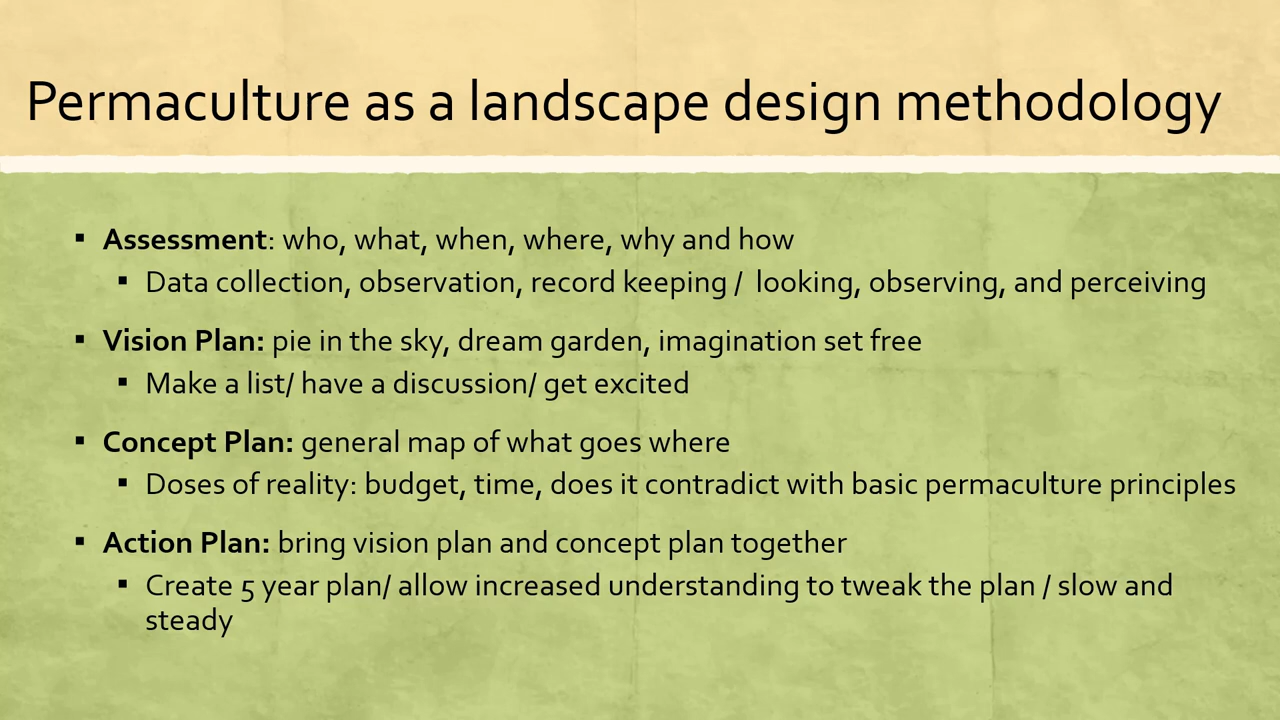 Permaculture as a landscape design methodology
▪ Assessment: who, what, when, where, why and how
▪ Data collection, observation, record keeping /  looking, observing, and perceiving
▪ Vision Plan: pie in the sky, dream garden, imagination set free
▪ Make a list/ have a discussion/ get excited
▪ Concept Plan: general map of what goes where
▪ Doses of reality: budget, time, does it contradict with basic permaculture principles
▪ Action Plan: bring vision plan and concept plan together
▪ Create 5 year plan/ allow increased understanding to tweak the plan / slow and
steady